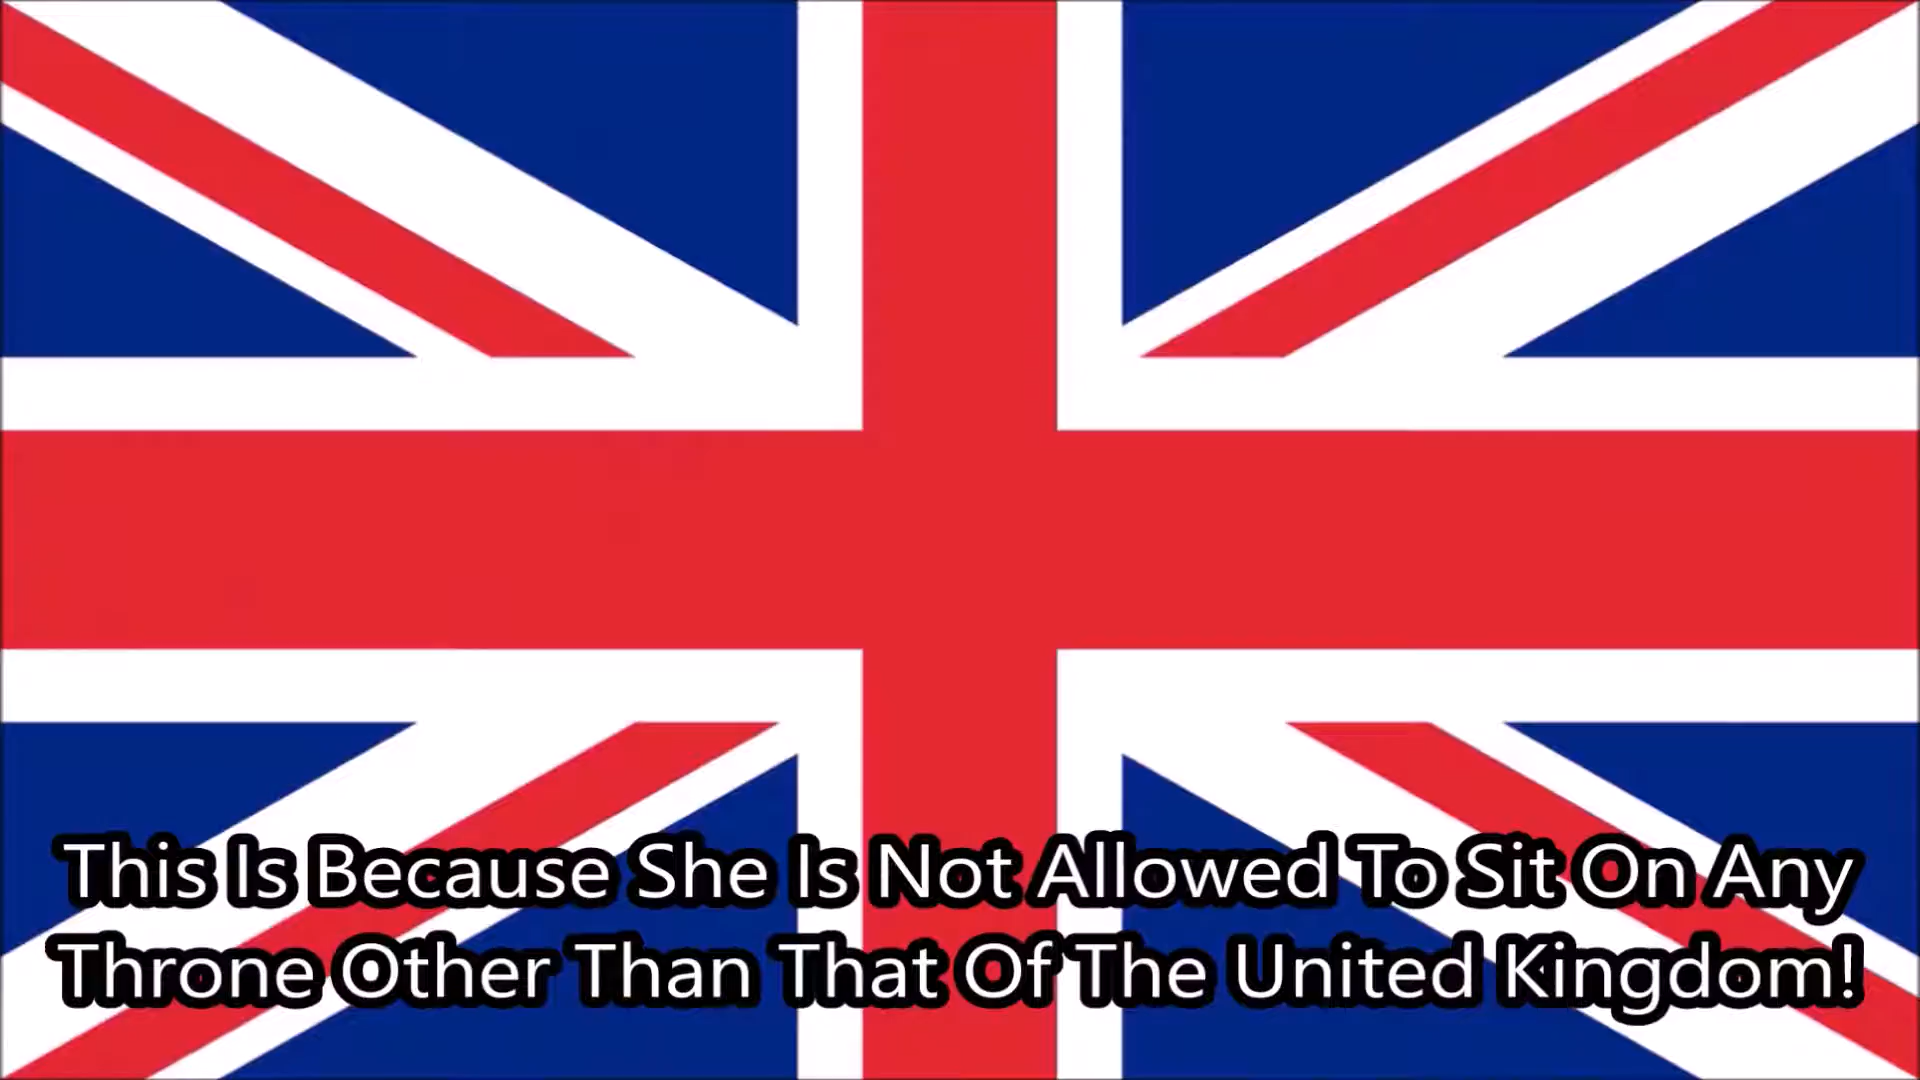 This Is Because She Is Not Allowed To Sit On Any
Throne Other Than That Of The United Kingdom!